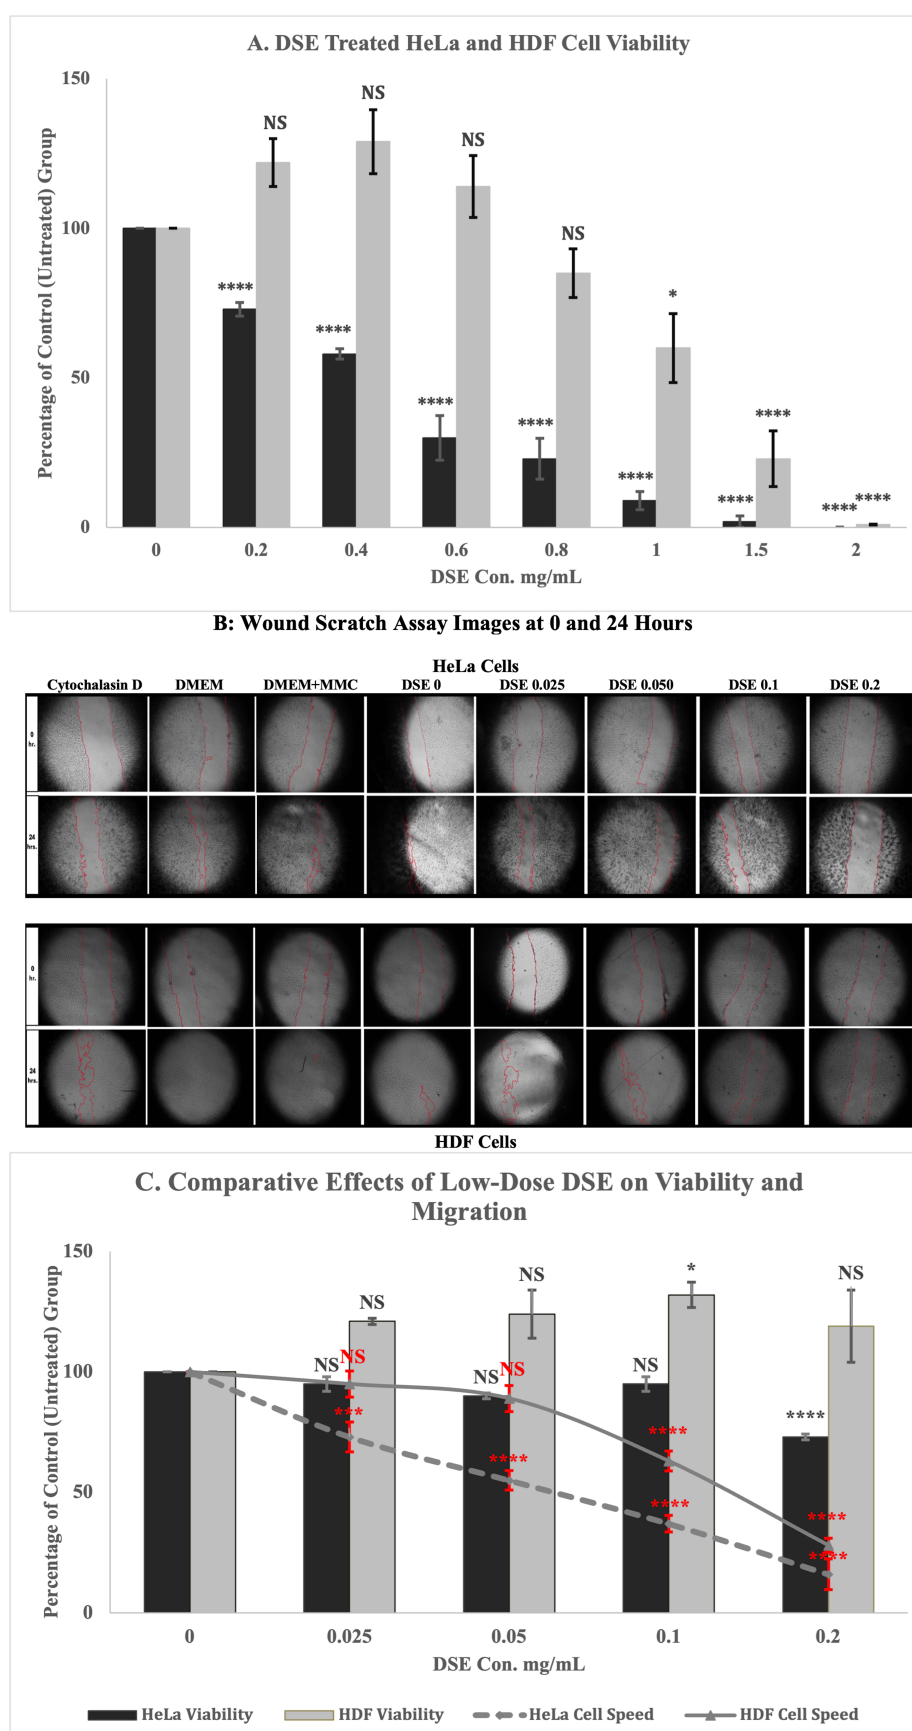 A. DSE Treated HeLa and HDF Cell Viability
150
NS
NS
NS
NS
100
****
****
*
50
****
****
****
****
****
****
****
0
0 0.2 0.4 0.6 0.8 1 1.5 2
Percentage of Control (Untreated) Group
DSE Con. mg/mL
B: Wound Scratch Assay Images at 0 and 24 Hours
HeLa Cells
Cytochalasin D DMEM DMEM+MMC DSE 0 DSE 0.025 DSE 0.050 DSE 0.1 DSE 0.2
0
hr.
24
hrs.
0
hr.
24
hrs.
HDF Cells
C. Comparative Effects of Low-Dose DSE on Viability and
Migration
150
NS
NS
*
NS
100
NS NS
NS NS
NS
***
****
****
****
50
****
****
****
0
0 0.025 0.05 0.1 0.2
Percentage of Control (Untreated) Group
DSE Con. mg/mL
HeLa Viability HDF Viability HeLa Cell Speed HDF Cell Speed